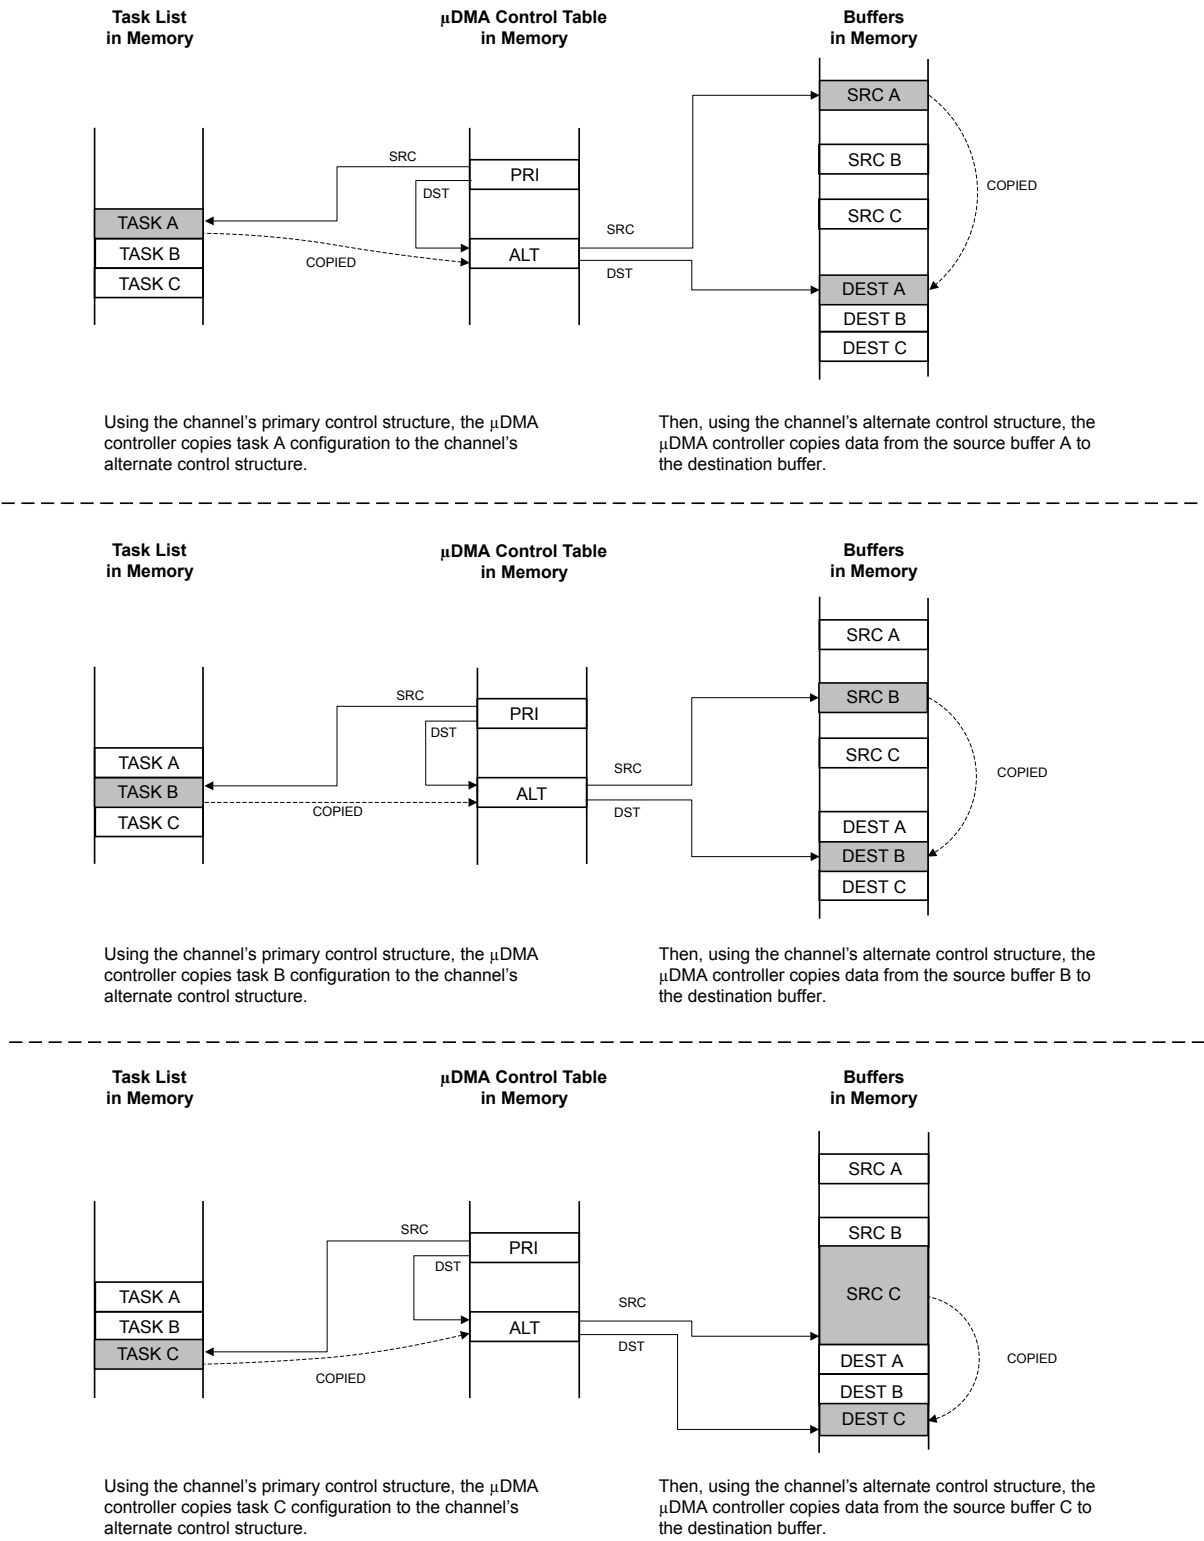 Task List
in Memory
µDMA Control Table
in Memory
Buffers
in Memory
SRC A
SRC B
SRC C
DEST A
DEST B
DEST C
COPIED
SRC
PRI
DST
TASK A
TASK B
TASK C
COPIED
ALT
SRC
DST
Using the channel's primary control structure, the µDMA
controller copies task A configuration to the channel's
alternate control structure.
Then, using the channel's alternate control structure, the
µDMA controller copies data from the source buffer A to
the destination buffer.
Task List
in Memory
µDMA Control Table
in Memory
Buffers
in Memory
SRC A
SRC B
SRC C
DEST A
DEST B
DEST C
COPIED
SRC
PRI
DST
TASK A
TASK B
TASK C
COPIED
ALT
SRC
DST
Using the channel's primary control structure, the µDMA
controller copies task B configuration to the channel's
alternate control structure.
Then, using the channel's alternate control structure, the
µDMA controller copies data from the source buffer B to
the destination buffer.
Task List
in Memory
µDMA Control Table
in Memory
Buffers
in Memory
SRC A
SRC B
SRC C
DEST A
DEST B
DEST C
COPIED
SRC
PRI
DST
TASK A
TASK B
TASK C
COPIED
ALT
SRC
DST
Using the channel's primary control structure, the µDMA
controller copies task C configuration to the channel's
alternate control structure.
Then, using the channel's alternate control structure, the
µDMA controller copies data from the source buffer C to
the destination buffer.